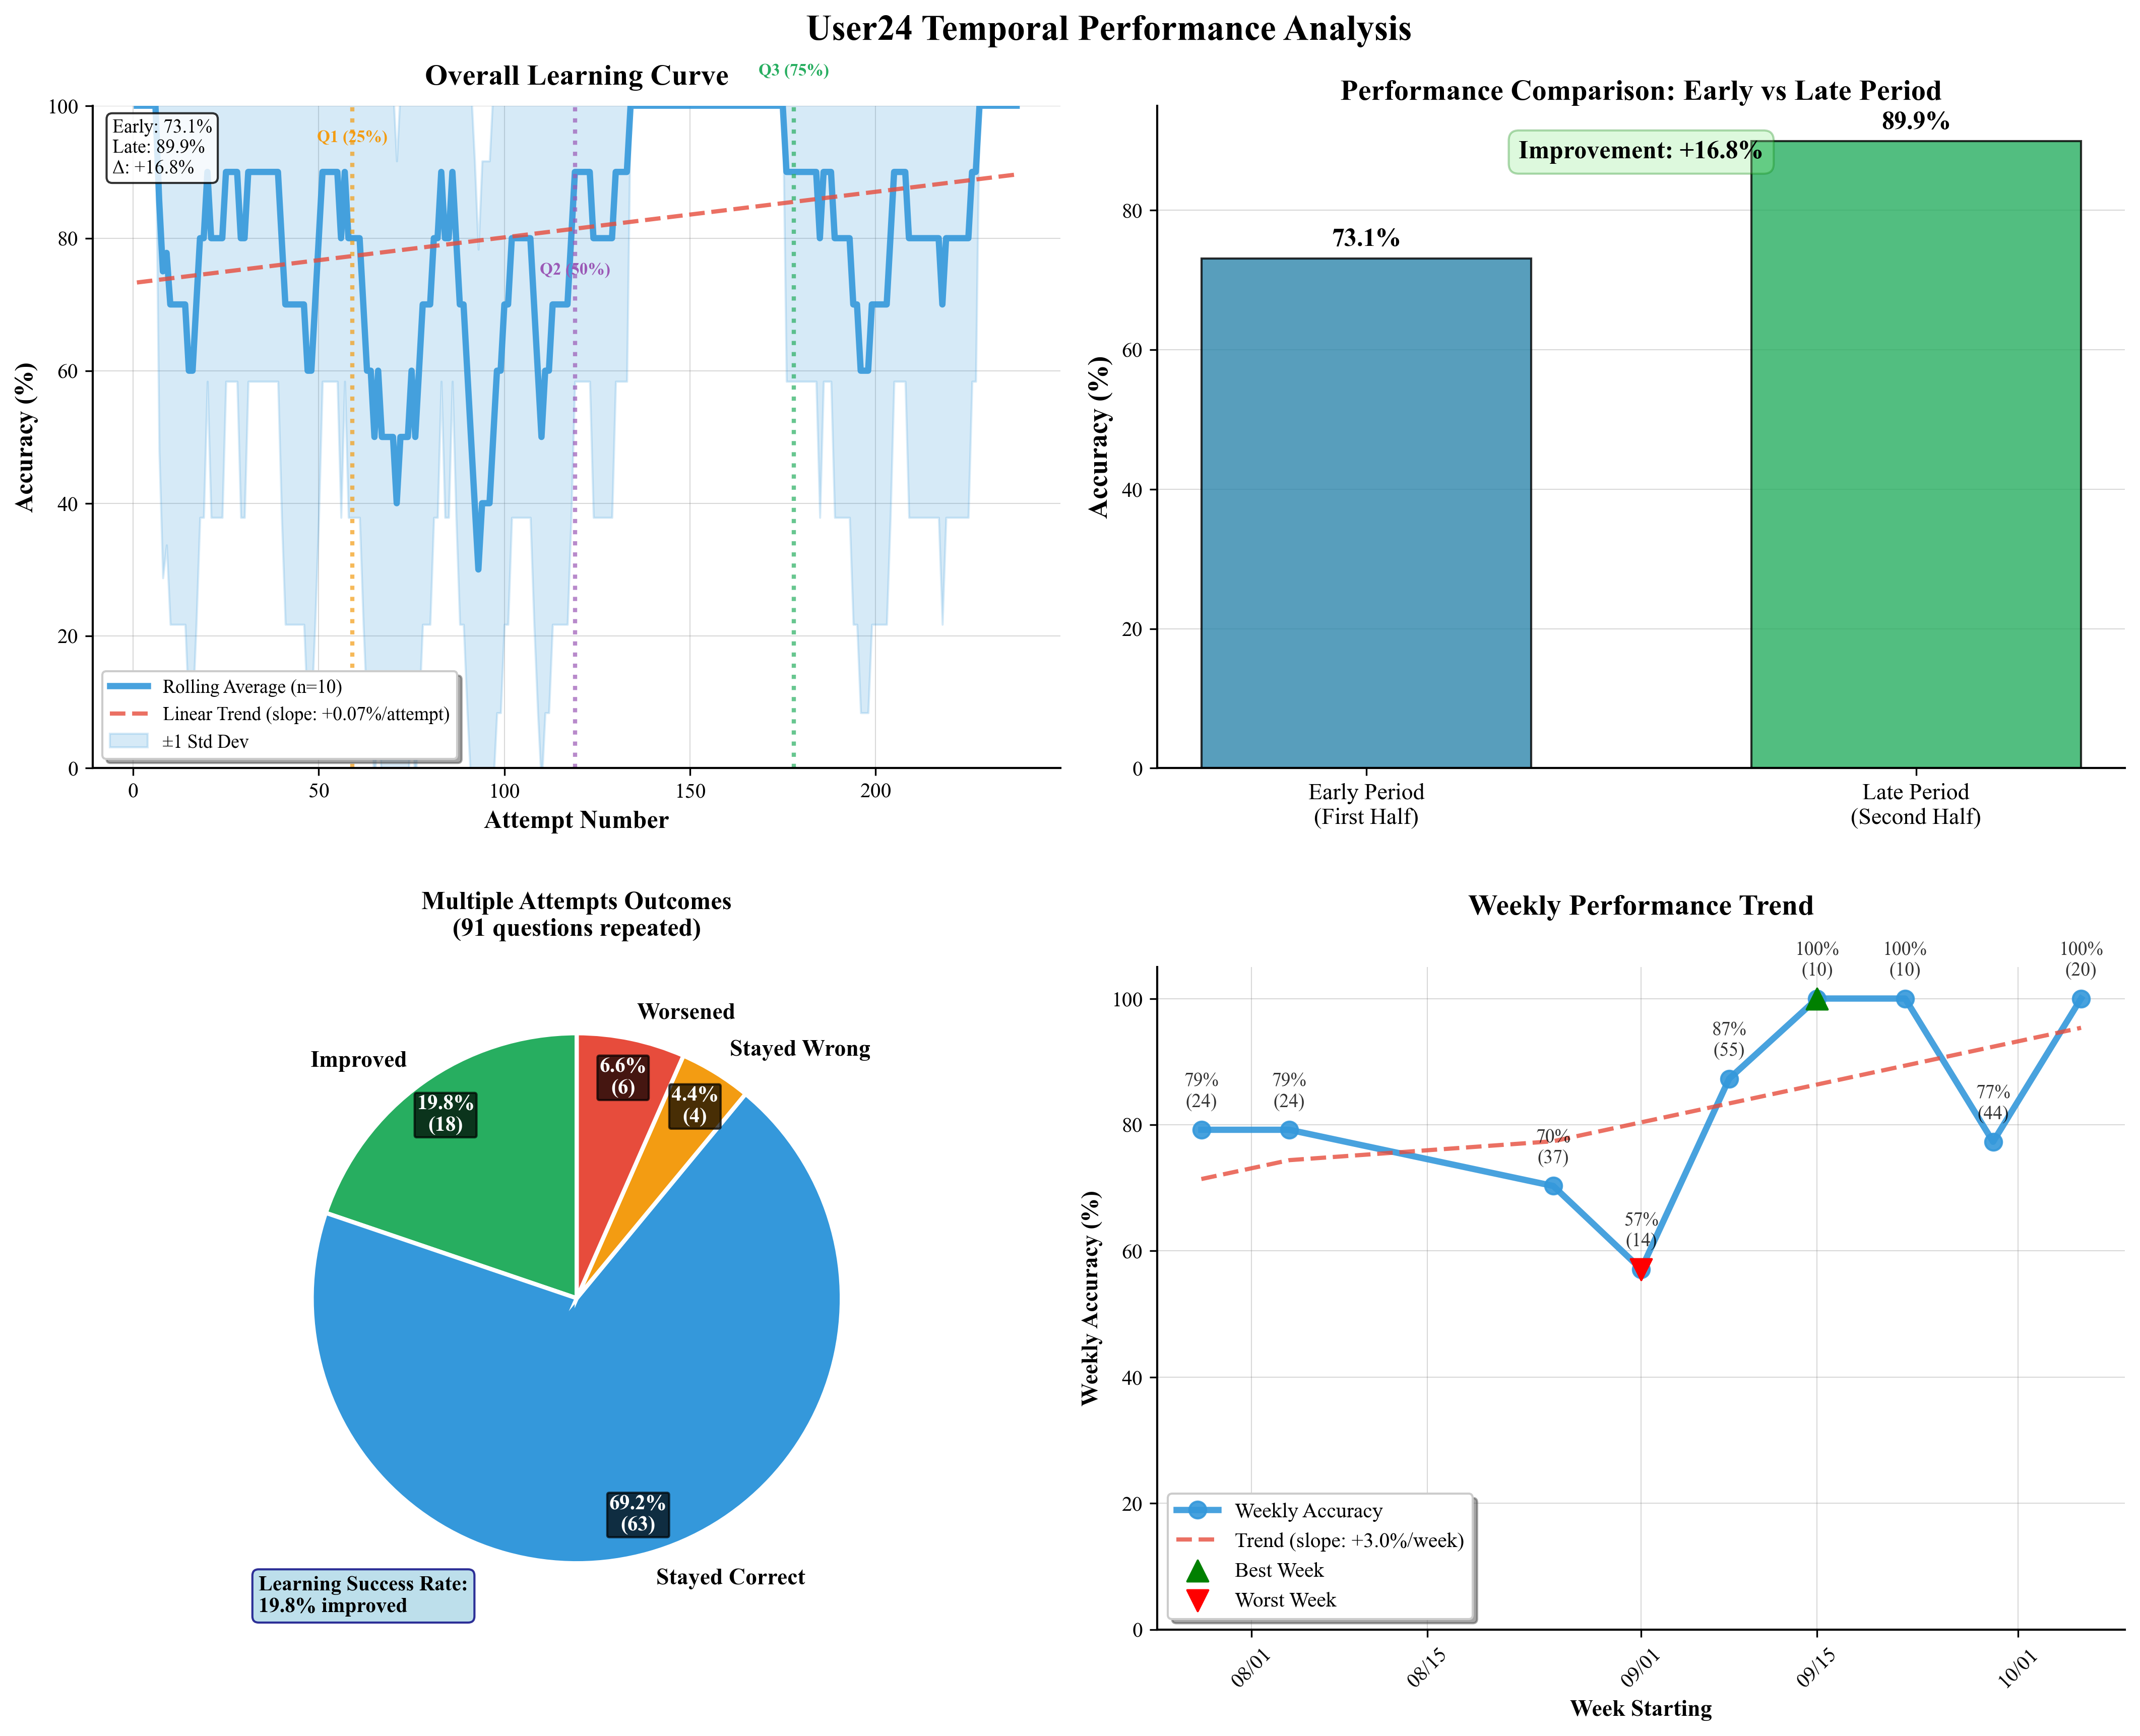 User24 Temporal Performance Analysis
Overall Learning Curve
Q3 (75%)
Q1 (25%)
Q2 (50%)
Early: 73.1%
Late: 89.9%
Δ: +16.8%
Accuracy (%)
100
80
60
40
20
0
Rolling Average (n=10)
Linear Trend (slope: +0.07%/attempt)
±1 Std Dev
0 50 100 150 200
Attempt Number
Performance Comparison: Early vs Late Period
89.9%
Improvement: +16.8%
73.1%
Accuracy (%)
80
60
40
20
0
Early Period
(First Half)
Late Period
(Second Half)
Multiple Attempts Outcomes
(91 questions repeated)
Worsened
Stayed Wrong
Improved
6.6%
(6)
4.4%
(4)
19.8%
(18)
69.2%
(63)
Stayed Correct
Learning Success Rate:
19.8% improved
Weekly Performance Trend
100%
(10)
100%
(10)
100%
(20)
87%
(55)
79%
(24)
79%
(24)
77%
(44)
70%
(37)
57%
(14)
Weekly Accuracy (%)
100
80
60
40
20
0
Weekly Accuracy
Trend (slope: +3.0%/week)
Best Week
Worst Week
08/01 08/15 09/01 09/15 10/01
Week Starting